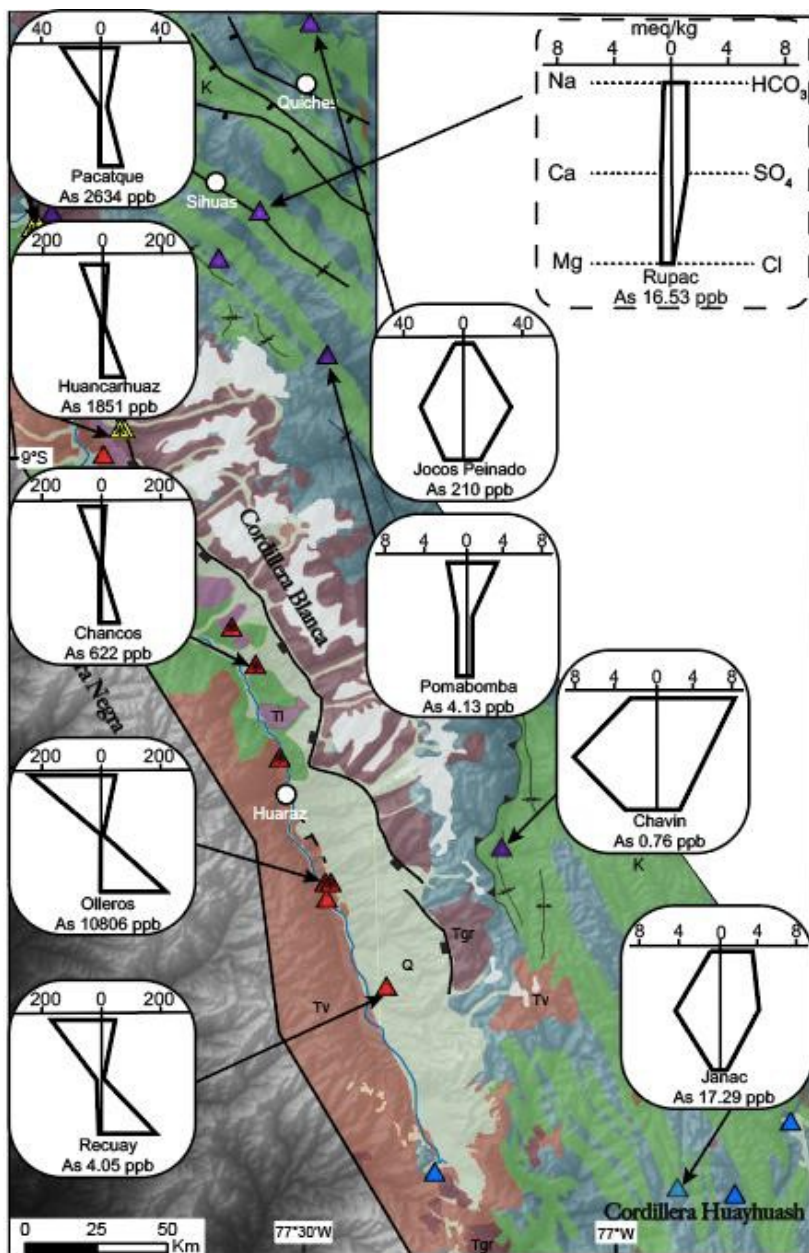 40 0 40
Pacatque
As 2634 ppb
K
Quiches
Sihuas
meq/kg
8 4 0 4 8
Na HCO₃
Ca SO₄
Mg Cl
Rupac
As 16.53 ppb
200 0 200
Huancarhuaz
As 1851 ppb
40 0 40
Jocos Peinado
As 210 ppb
9°S
200 0 200
Chancos
As 622 ppb
Cordillera Blanca
8 4 0 4 8
Pomabomba
As 4.13 ppb
ra Negra
Tl
8 4 0 4 8
Chavin
As 0.76 ppb
K
200 0 200
Olleros
As 10806 ppb
Huaraz
Tgr
Q
Tv
Tv
8 4 0 4 8
Janac
As 17.29 ppb
200 0 200
Recuay
As 4.05 ppb
Cordillera Huayhuash
0 25 50
Km
77°30'W
77°W
Tgr